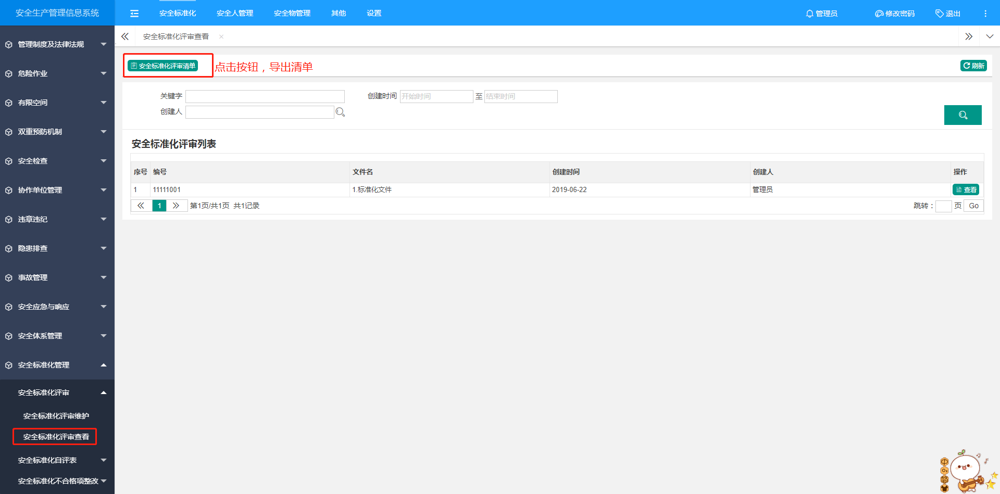 安全生产管理信息系统
安全标准化 安全人管理 安全物管理 其他 设置
管理员 修改密码 退出
安全标准化评审查看 ×
管理制度及法律法规
危险作业
有限空间
双重预防机制
安全检查
协作单位管理
违章违纪
隐患排查
事故管理
安全应急与响应
安全体系管理
安全标准化管理
安全标准化评审
安全标准化评审维护
安全标准化评审查看
安全标准化自评表
安全标准化不合格项整改
安全标准化评审清单 点击按钮，导出清单 刷新
关键字 创建时间 开始时间 至 结束时间
创建人
安全标准化评审列表
序号 编号 文件名 创建时间 创建人 操作
1 11111001 1.标准化文件 2019-06-22 管理员 查看
1 第1页/共1页 共1记录 跳转： 页 Go
中
简